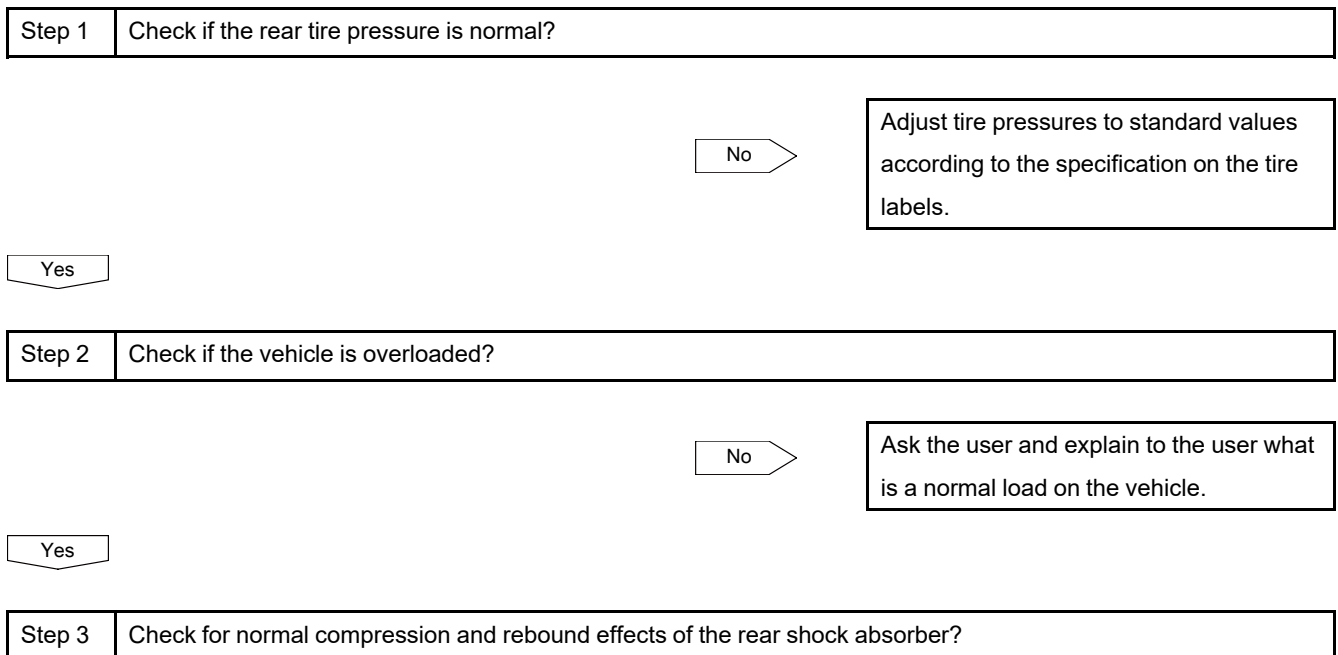 Step 1 Check if the rear tire pressure is normal?
No
Adjust tire pressures to standard values
according to the specification on the tire
labels.
Yes
Step 2 Check if the vehicle is overloaded?
No
Ask the user and explain to the user what
is a normal load on the vehicle.
Yes
Step 3 Check for normal compression and rebound effects of the rear shock absorber?